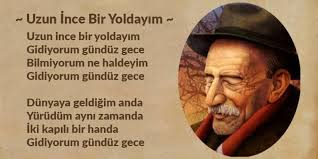 ~ Uzun İnce Bir Yoldayım ~
Uzun ince bir yoldayım
Gidiyorum gündüz gece
Bilmiyorum ne haldeyim
Gidiyorum gündüz gece
Dünyaya geldiğim anda
Yürüdüm aynı zamanda
İki kapılı bir handa
Gidiyorum gündüz gece